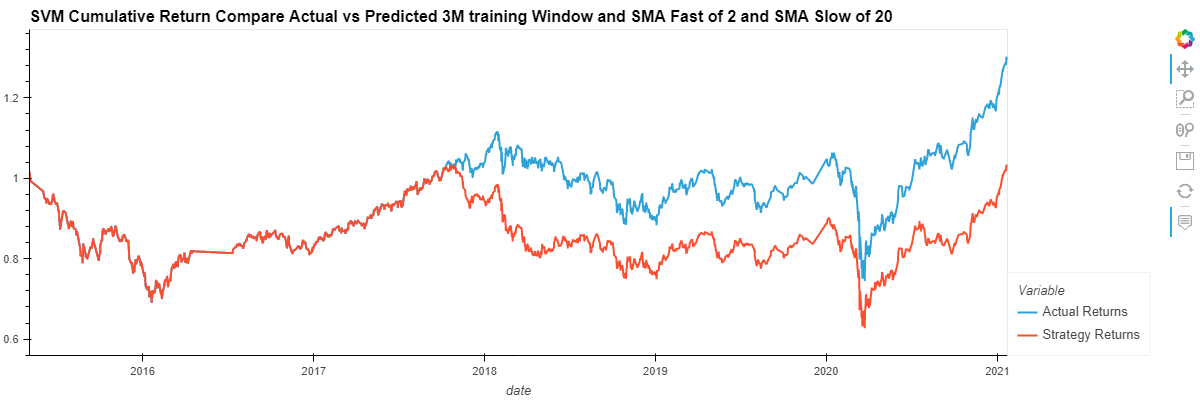 SVM Cumulative Return Compare Actual vs Predicted 3M training Window and SMA Fast of 2 and SMA Slow of 20
1.2
1
0.8
0.6
2016 2017 2018 2019 2020 2021
date
Variable
Actual Returns
Strategy Returns